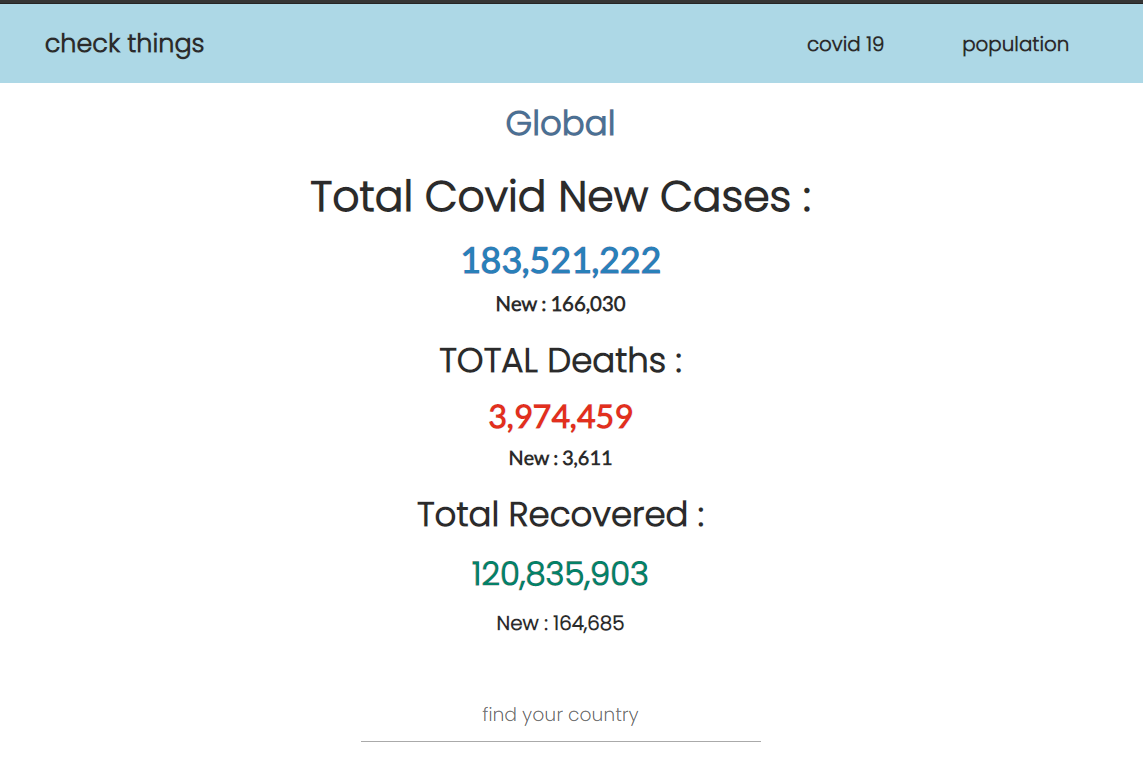 check things
covid 19
population
Global
Total Covid New Cases :
183,521,222
New : 166,030
TOTAL Deaths :
3,974,459
New : 3,611
Total Recovered :
120,835,903
New : 164,685
find your country